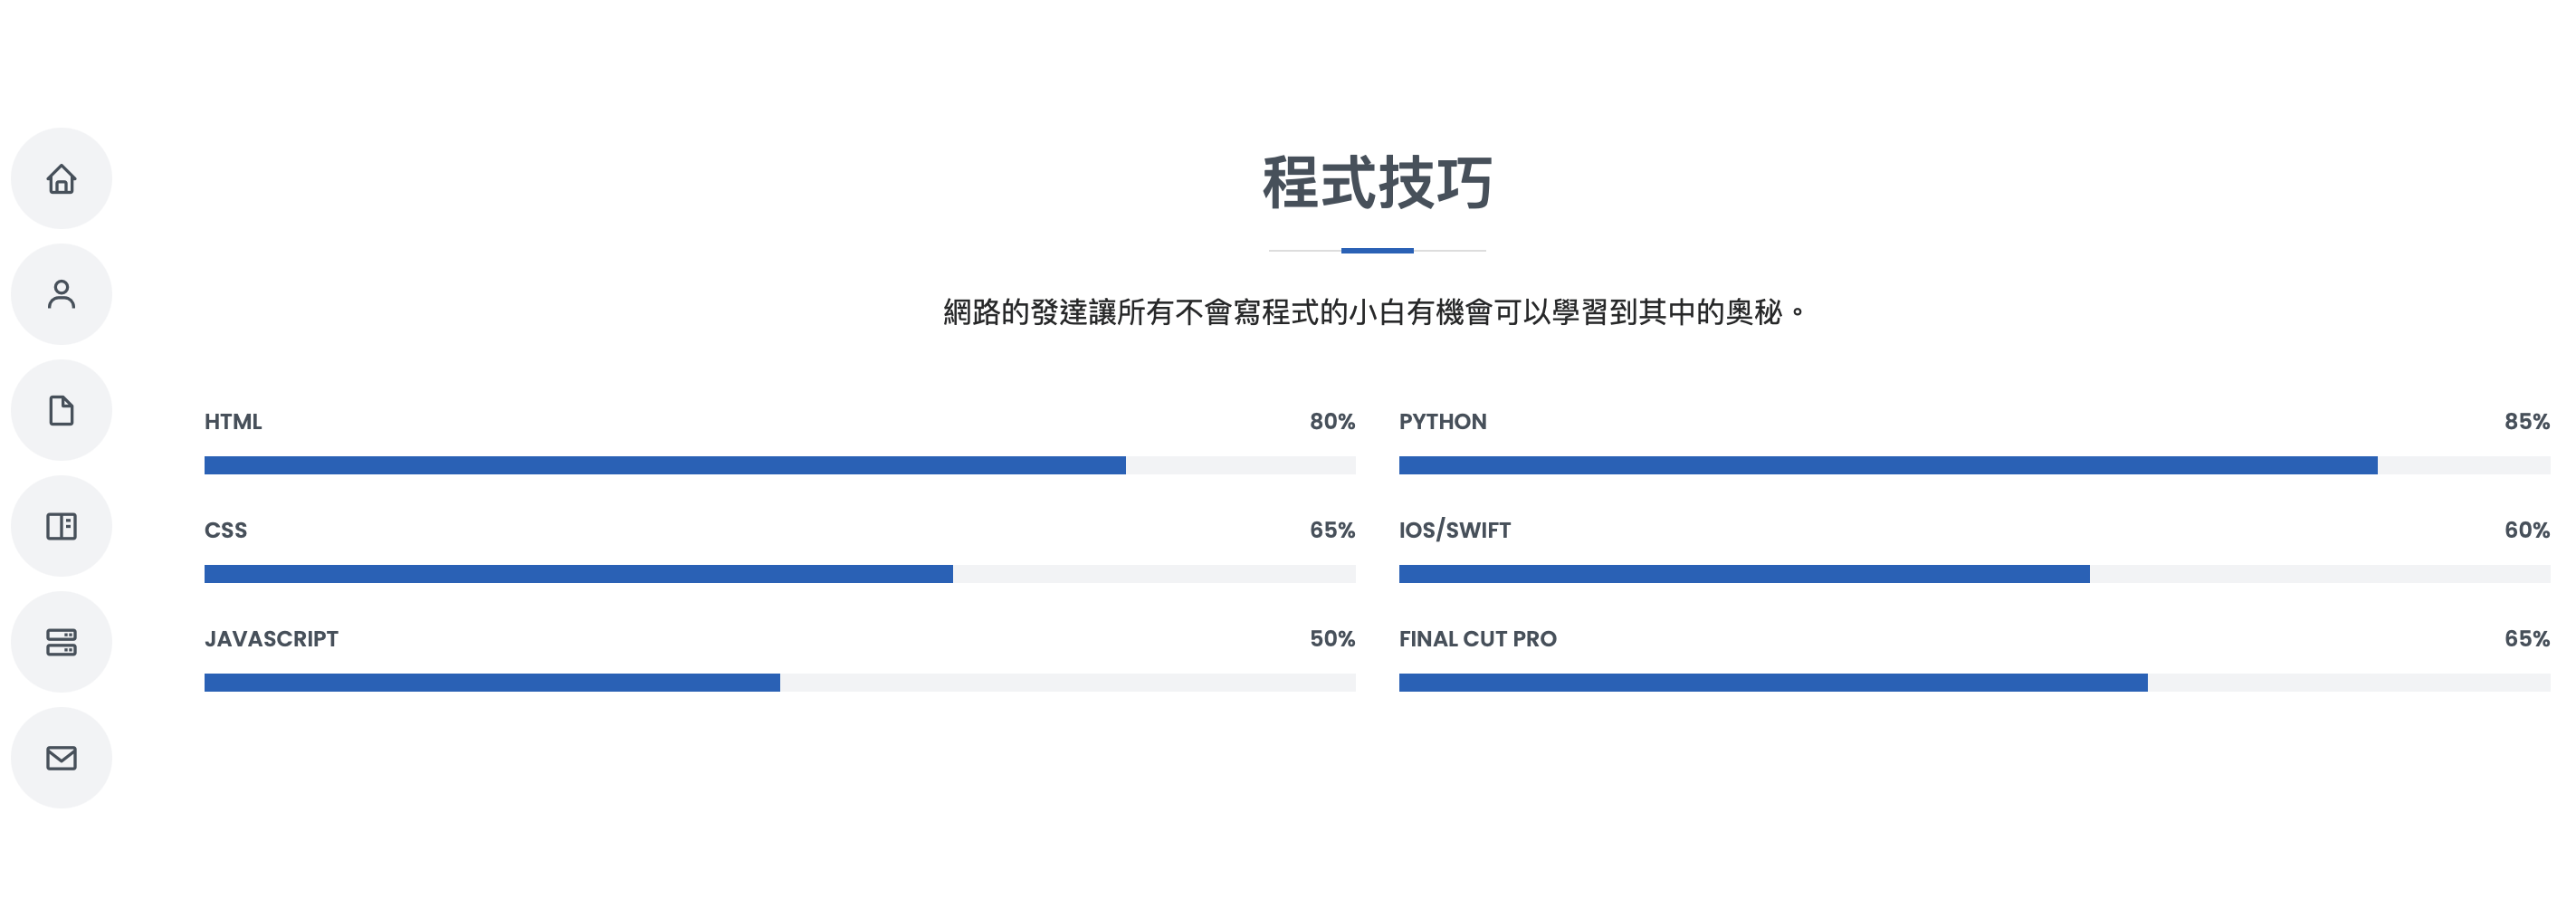 程式技巧
網路的發達讓所有不會寫程式的小白有機會可以學習到其中的奧秘。
HTML 80%
CSS 65%
JAVASCRIPT 50%
PYTHON 85%
IOS/SWIFT 60%
FINAL CUT PRO 65%